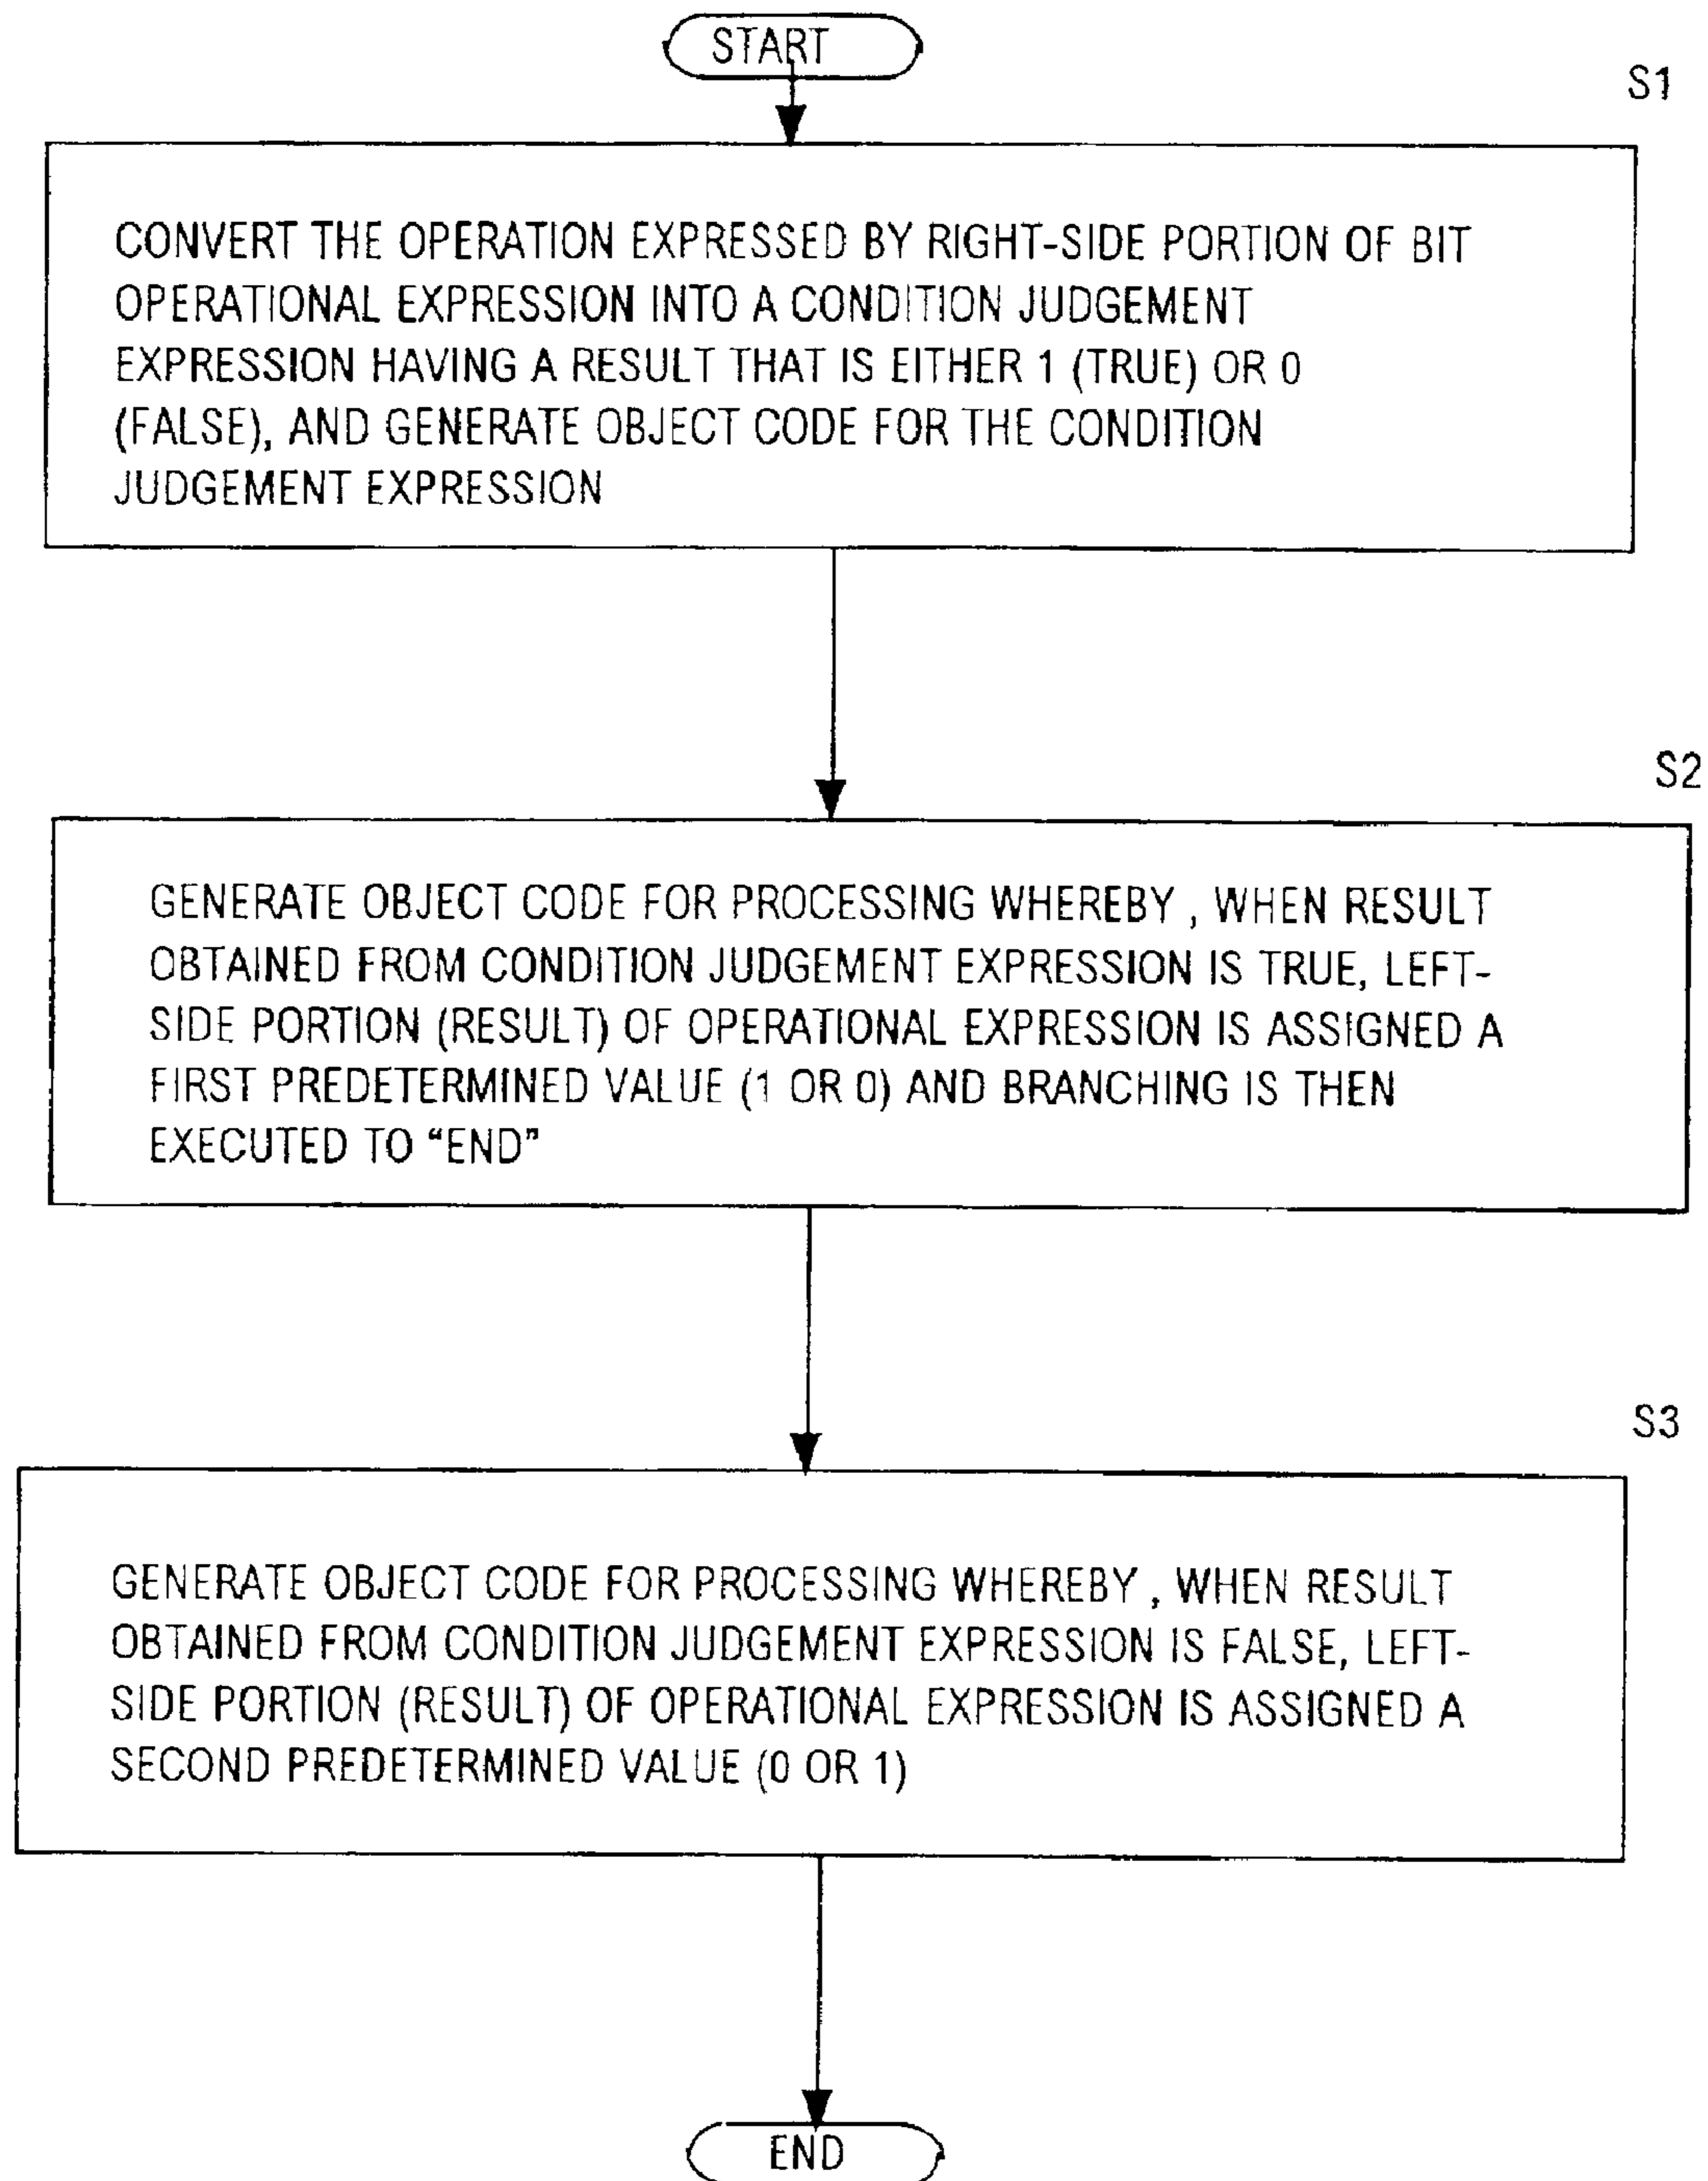 START
S1
CONVERT THE OPERATION EXPRESSED BY RIGHT-SIDE PORTION OF BIT
OPERATIONAL EXPRESSION INTO A CONDITION JUDGEMENT
EXPRESSION HAVING A RESULT THAT IS EITHER 1 (TRUE) OR 0
(FALSE), AND GENERATE OBJECT CODE FOR THE CONDITION
JUDGEMENT EXPRESSION
S2
GENERATE OBJECT CODE FOR PROCESSING WHEREBY , WHEN RESULT
OBTAINED FROM CONDITION JUDGEMENT EXPRESSION IS TRUE, LEFT-
SIDE PORTION (RESULT) OF OPERATIONAL EXPRESSION IS ASSIGNED A
FIRST PREDETERMINED VALUE (1 OR 0) AND BRANCHING IS THEN
EXECUTED TO “END”
S3
GENERATE OBJECT CODE FOR PROCESSING WHEREBY , WHEN RESULT
OBTAINED FROM CONDITION JUDGEMENT EXPRESSION IS FALSE, LEFT-
SIDE PORTION (RESULT) OF OPERATIONAL EXPRESSION IS ASSIGNED A
SECOND PREDETERMINED VALUE (0 OR 1)
END